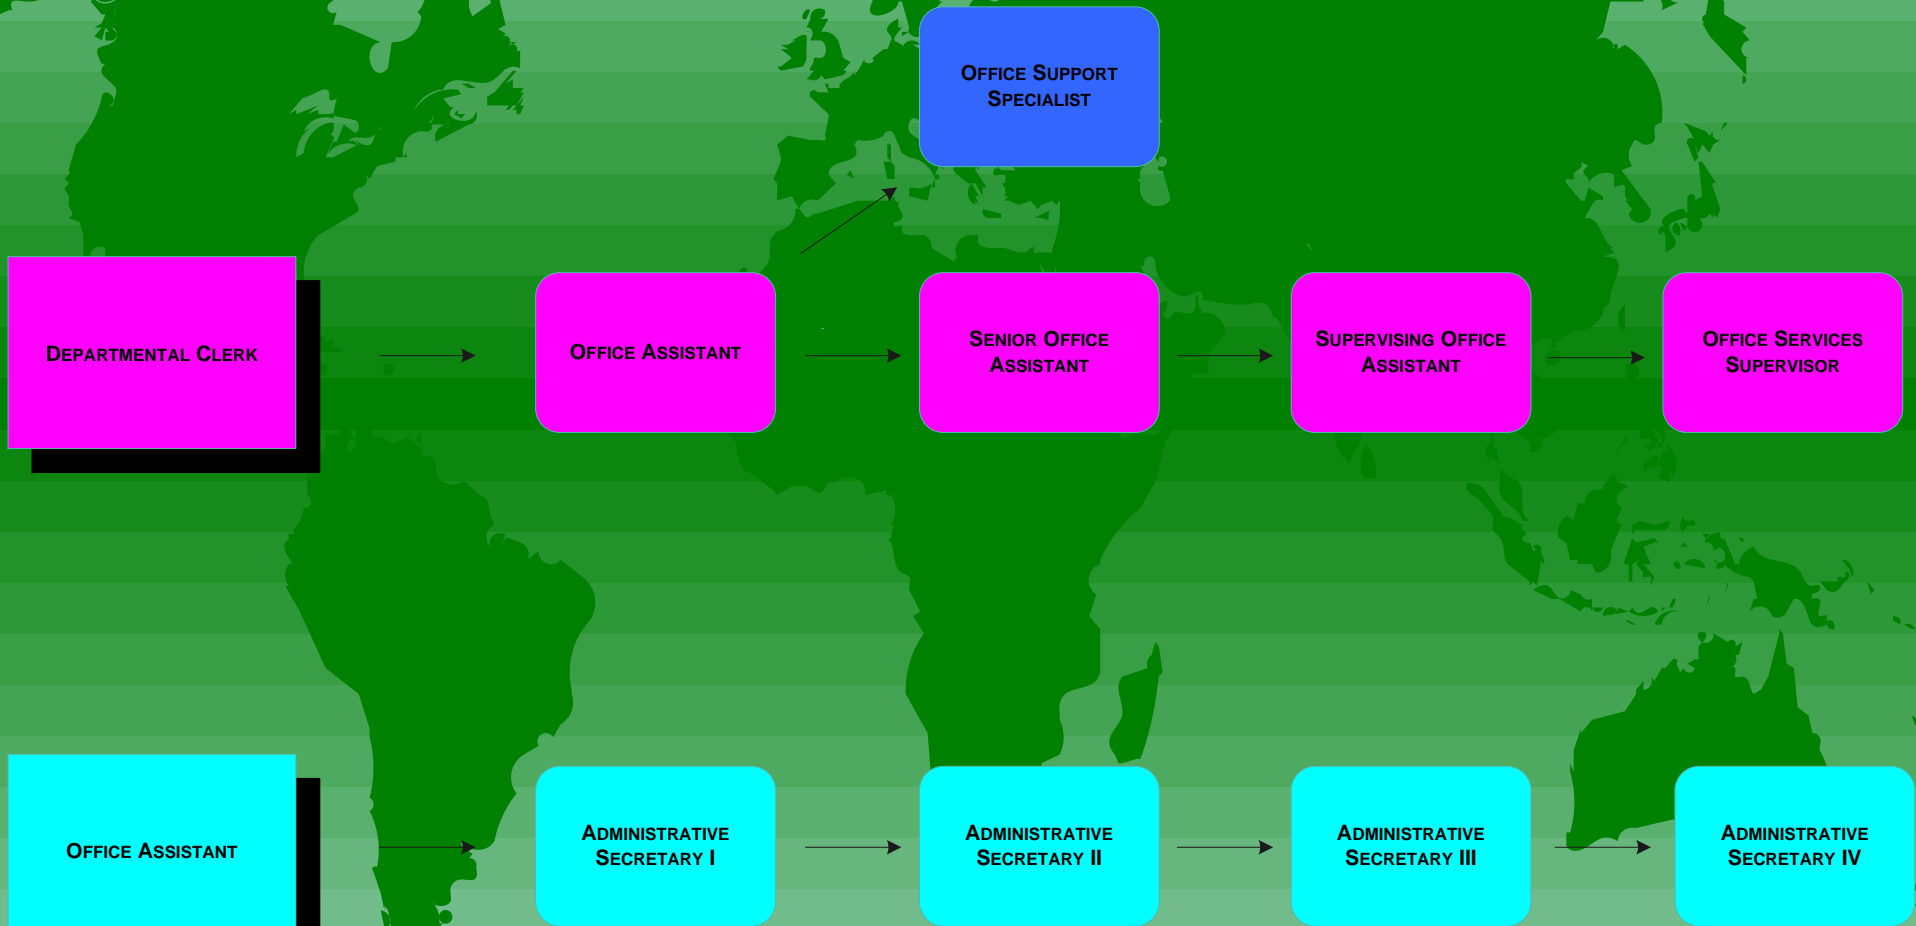 OFFICE SUPPORT
SPECIALIST
DEPARTMENTAL CLERK
OFFICE ASSISTANT
SENIOR OFFICE
ASSISTANT
SUPERVISING OFFICE
ASSISTANT
OFFICE SERVICES
SUPERVISOR
OFFICE ASSISTANT
ADMINISTRATIVE
SECRETARY I
ADMINISTRATIVE
SECRETARY II
ADMINISTRATIVE
SECRETARY III
ADMINISTRATIVE
SECRETARY IV